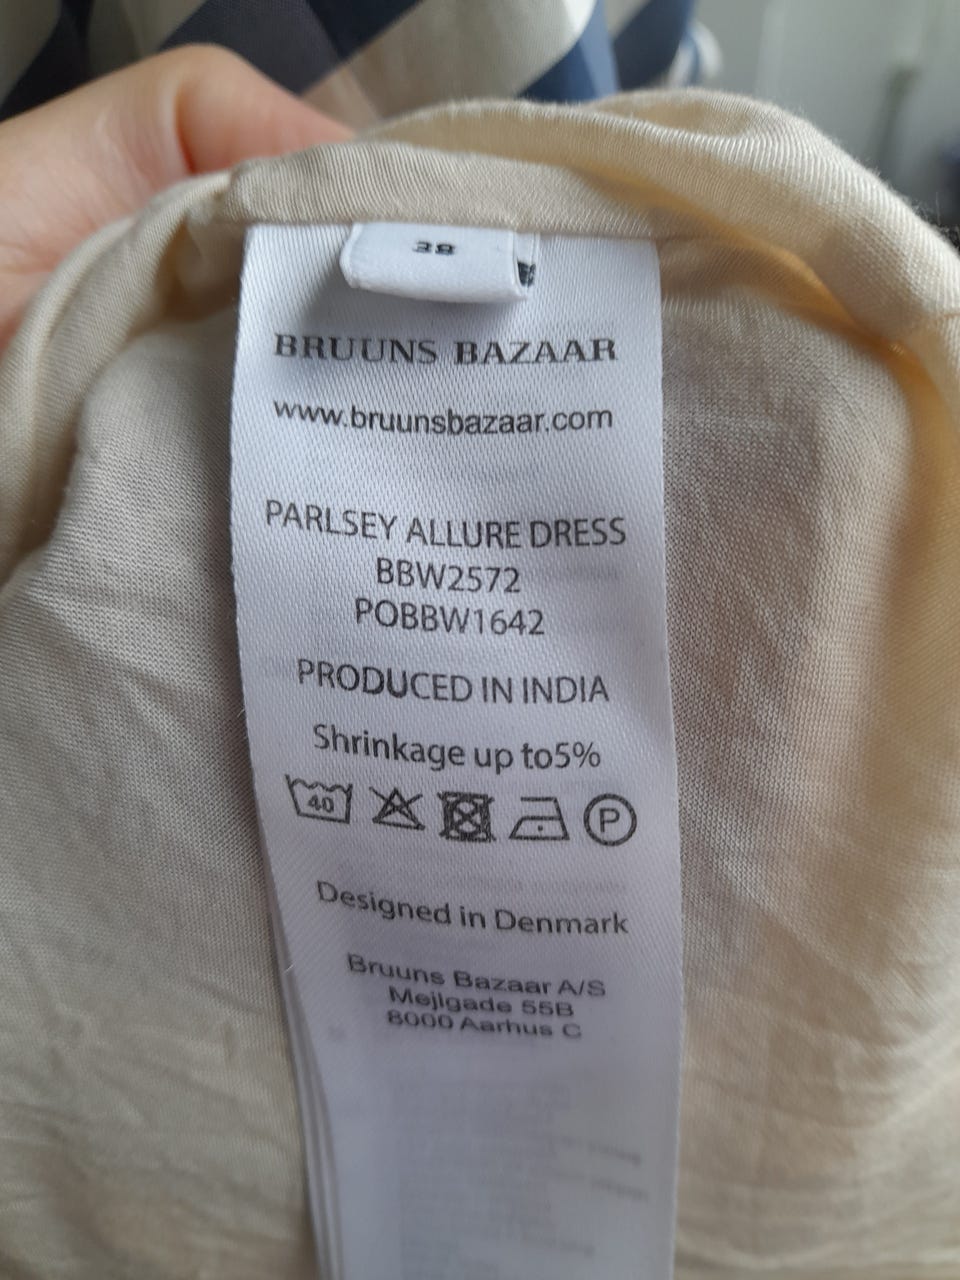 38
BRUUNS BAZAAR
www.bruunsbazaar.com
PARLSEY ALLURE DRESS
BBW2572
POBBW1642
PRODUCED IN INDIA
Shrinkage up to5%
40
P
Designed in Denmark
Bruuns Bazaar A/S
Mejlgade 55B
8000 Aarhus C